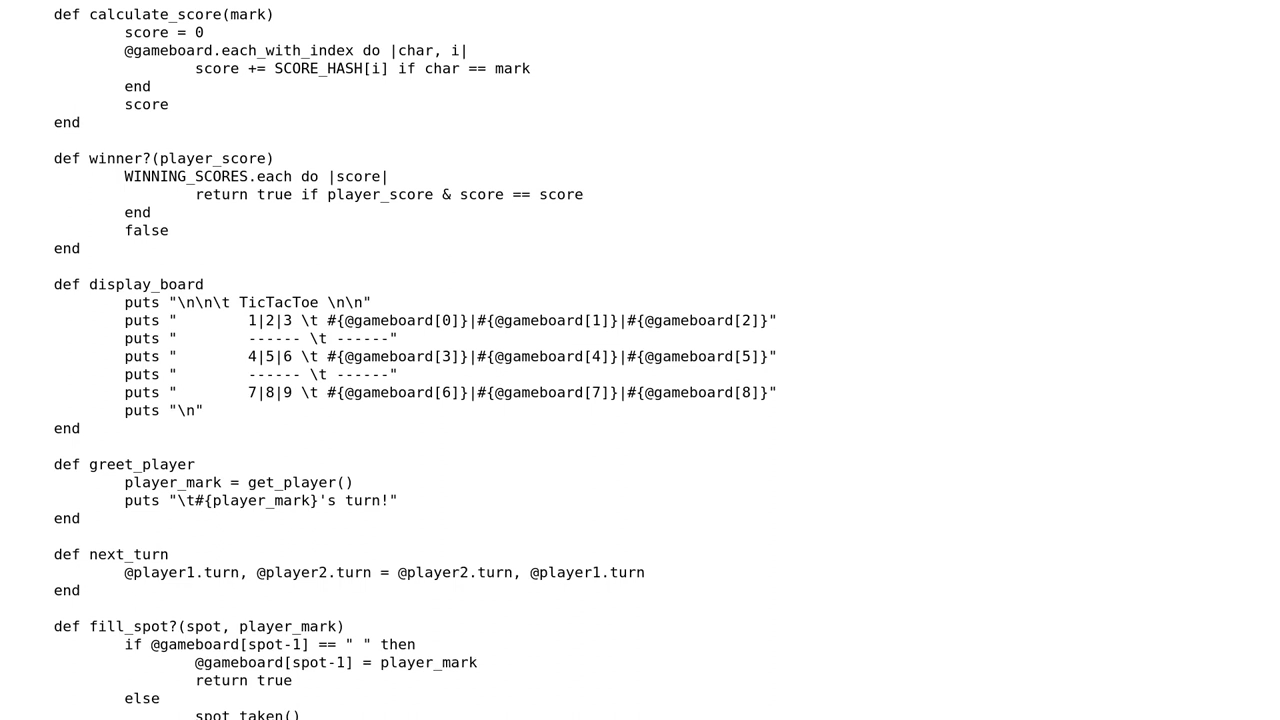 def calculate_score(mark)
score = 0
@gameboard.each_with_index do |char, i|
score += SCORE_HASH[i] if char == mark
end
score
end
def winner?(player_score)
WINNING_SCORES.each do |score|
return true if player_score & score == score
end
false
end
def display_board
puts "\n\n\t TicTacToe \n\n"
puts "        1|2|3 \t #{@gameboard[0]}|#{@gameboard[1]}|#{@gameboard[2]}"
puts "        ------ \t ------"
puts "        4|5|6 \t #{@gameboard[3]}|#{@gameboard[4]}|#{@gameboard[5]}"
puts "        ------ \t ------"
puts "        7|8|9 \t #{@gameboard[6]}|#{@gameboard[7]}|#{@gameboard[8]}"
puts "\n"
end
def greet_player
player_mark = get_player()
puts "\t#{player_mark}'s turn!"
end
def next_turn
@player1.turn, @player2.turn = @player2.turn, @player1.turn
end
def fill_spot?(spot, player_mark)
if @gameboard[spot-1] == " " then
@gameboard[spot-1] = player_mark
return true
else
spot_taken()